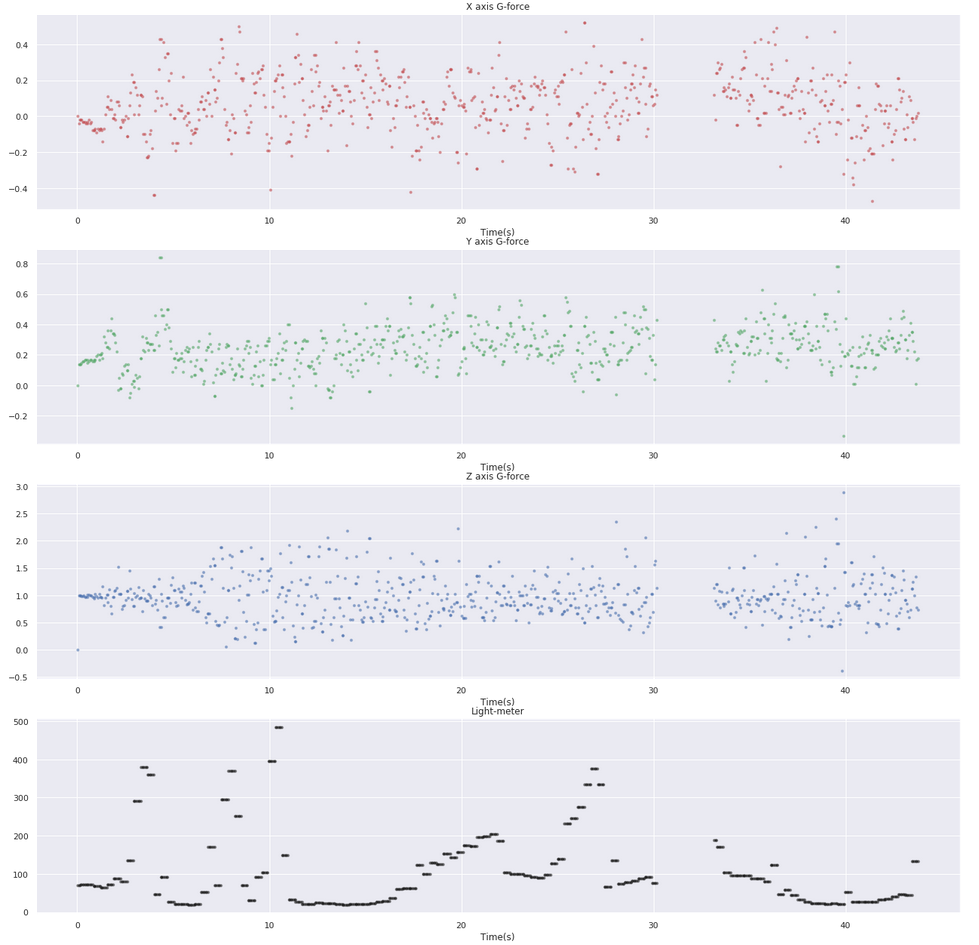 X axis G-force
0.4
0.2
0.0
−0.2
−0.4
0 10 20 30 40
Time(s)
Y axis G-force
0.8
0.6
0.4
0.2
0.0
−0.2
0 10 20 30 40
Time(s)
Z axis G-force
3.0
2.5
2.0
1.5
1.0
0.5
0.0
−0.5
0 10 20 30 40
Time(s)
Light-meter
500
400
300
200
100
0
0 10 20 30 40
Time(s)